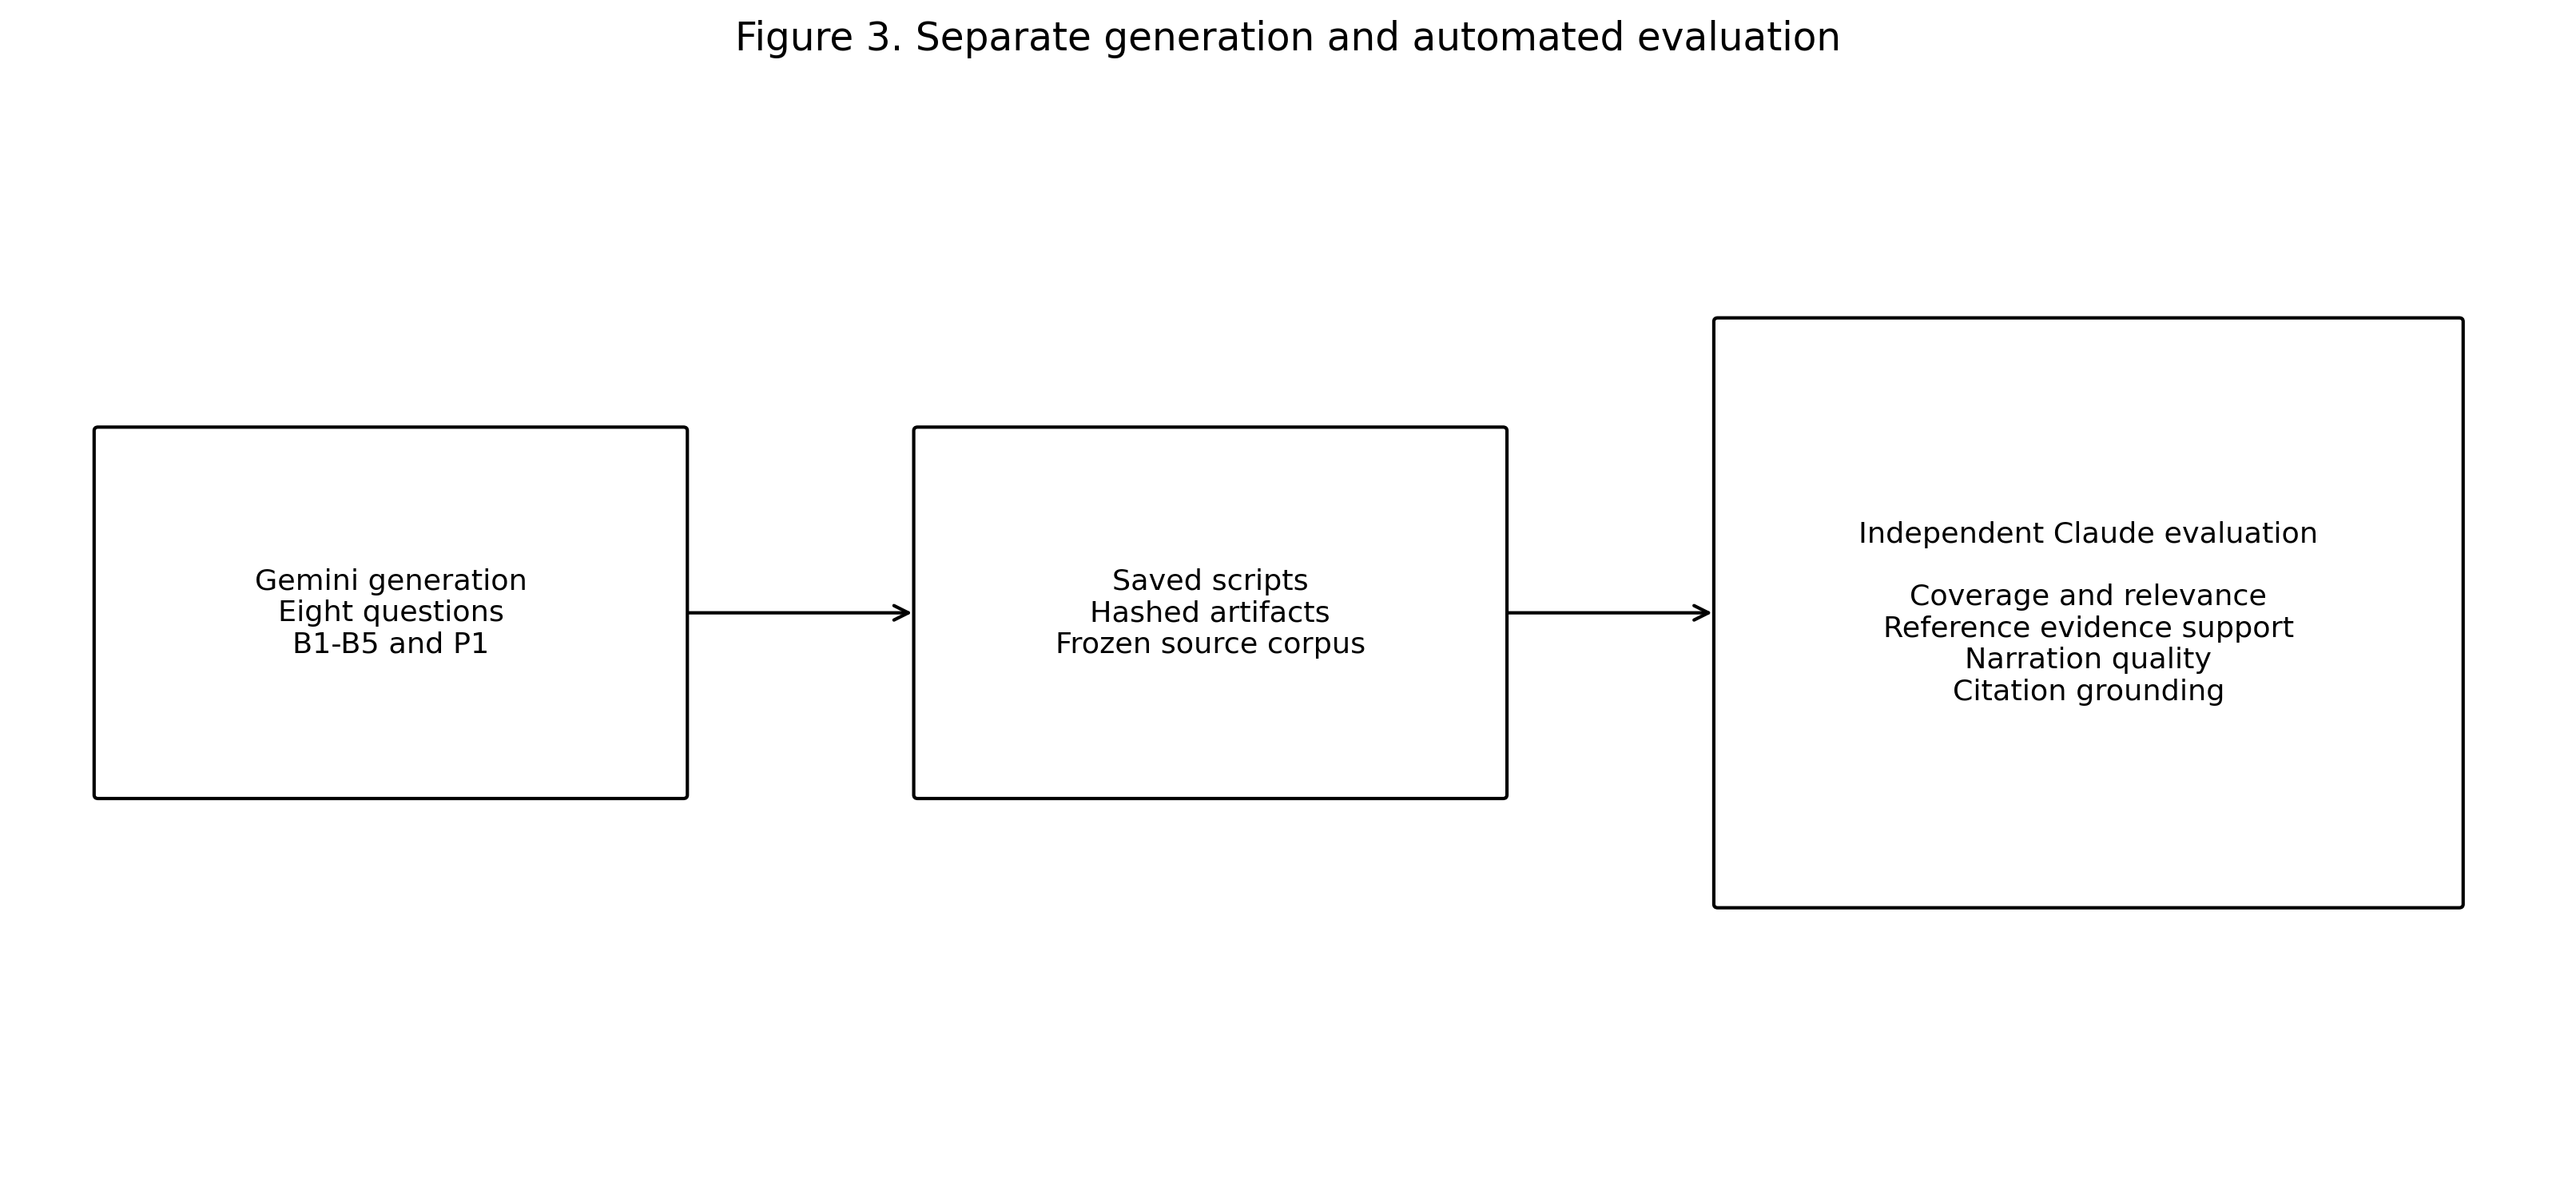 Figure 3. Separate generation and automated evaluation
Gemini generation
Eight questions
B1-B5 and P1
Saved scripts
Hashed artifacts
Frozen source corpus
Independent Claude evaluation
Coverage and relevance
Reference evidence support
Narration quality
Citation grounding